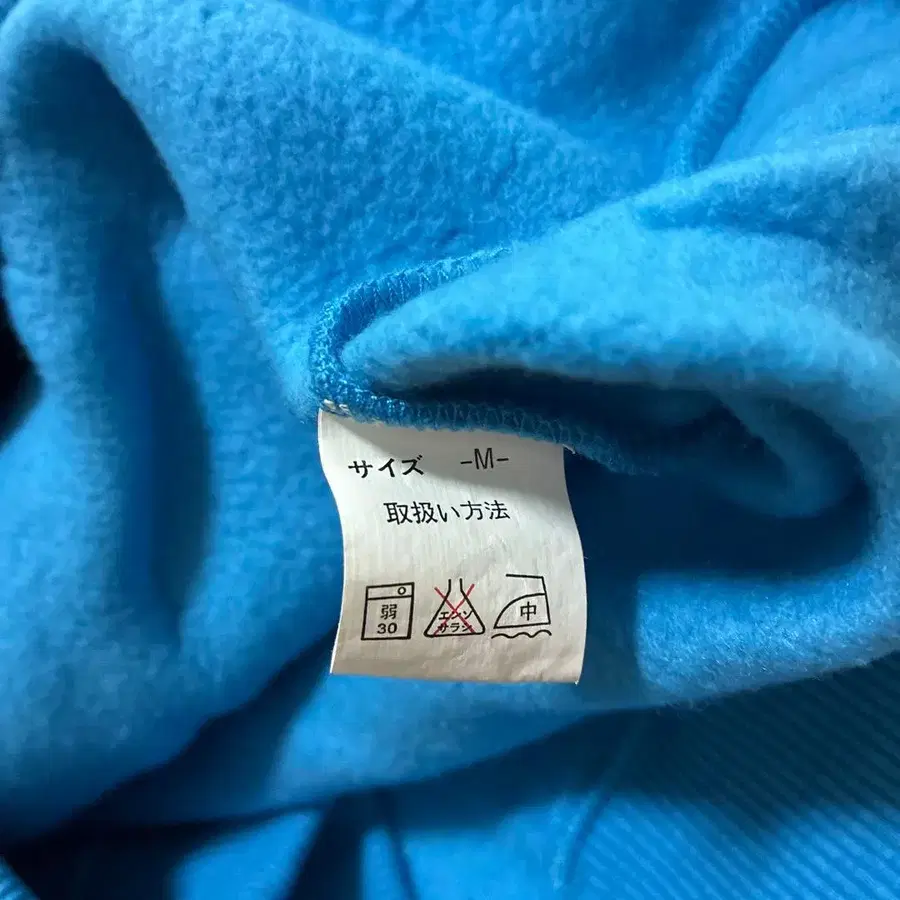 サイズ -M-
取扱い方法
弱 エンソ 中
30 サラシ